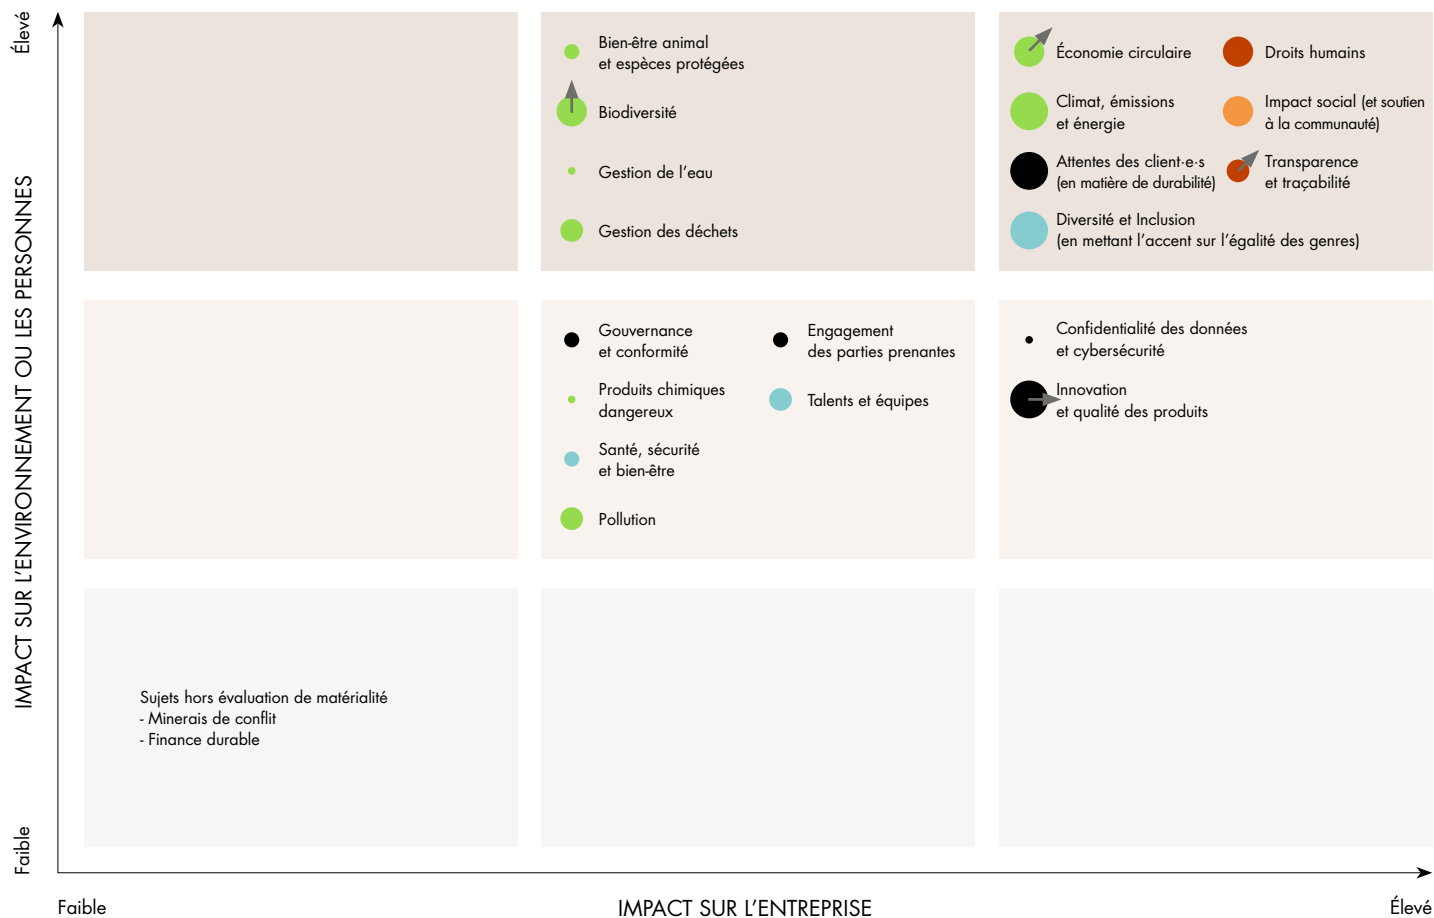 Élevé
IMPACT SUR L'ENVIRONNEMENT OU LES PERSONNES
Faible
Bien-être animal
et espèces protégées
Biodiversité
Gestion de l'eau
Gestion des déchets
Économie circulaire
Droits humains
Climat, émissions
et énergie
Impact social (et soutien
à la communauté)
Attentes des client·e·s
(en matière de durabilité)
Transparence
et traçabilité
Diversité et Inclusion
(en mettant l'accent sur l'égalité des genres)
Gouvernance
et conformité
Engagement
des parties prenantes
Produits chimiques
dangereux
Talents et équipes
Santé, sécurité
et bien-être
Pollution
Confidentialité des données
et cybersécurité
Innovation
et qualité des produits
Sujets hors évaluation de matérialité
- Minerais de conflit
- Finance durable
Faible
IMPACT SUR L'ENTREPRISE
Élevé